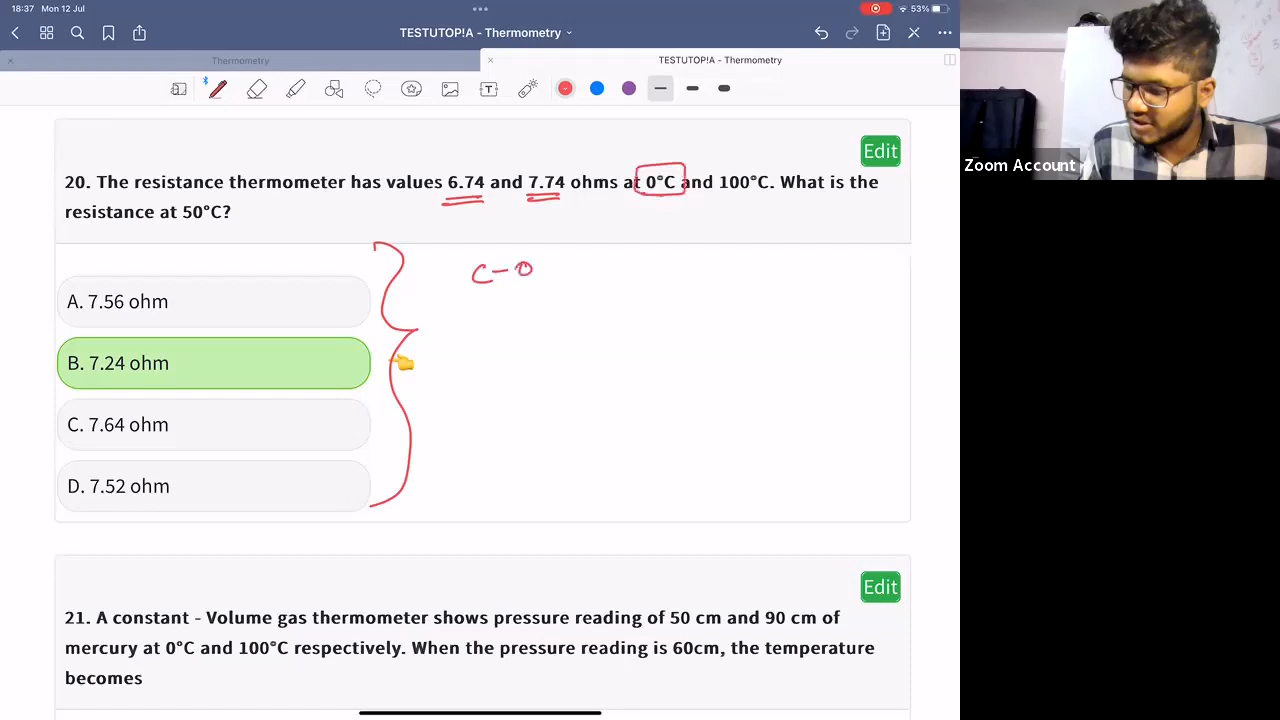 18:37 Mon 12 Jul
53%
TESTUTOP!A - Thermometry
Thermometry
TESTUTOP!A - Thermometry
Edit
20. The resistance thermometer has values 6.74 and 7.74 ohms at 0°C and 100°C. What is the
resistance at 50°C?
C - 0
A. 7.56 ohm
B. 7.24 ohm
C. 7.64 ohm
D. 7.52 ohm
Edit
21. A constant - Volume gas thermometer shows pressure reading of 50 cm and 90 cm of
mercury at 0°C and 100°C respectively. When the pressure reading is 60cm, the temperature
becomes
Zoom Account